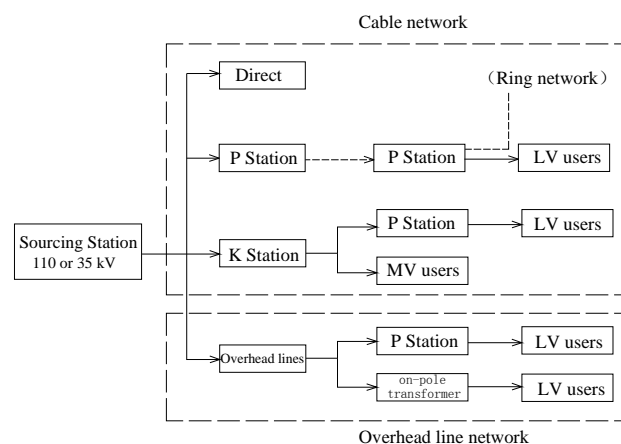 Cable network
Direct
（Ring network）
P Station
P Station
LV users
Sourcing Station
110 or 35 kV
K Station
P Station
LV users
MV users
Overhead lines
P Station
LV users
on-pole
transformer
LV users
Overhead line network